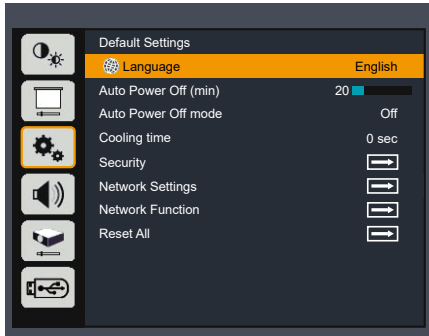 Default Settings
Language English
Auto Power Off (min) 20
Auto Power Off mode Off
Cooling time 0 sec
Security
Network Settings
Network Function
Reset All